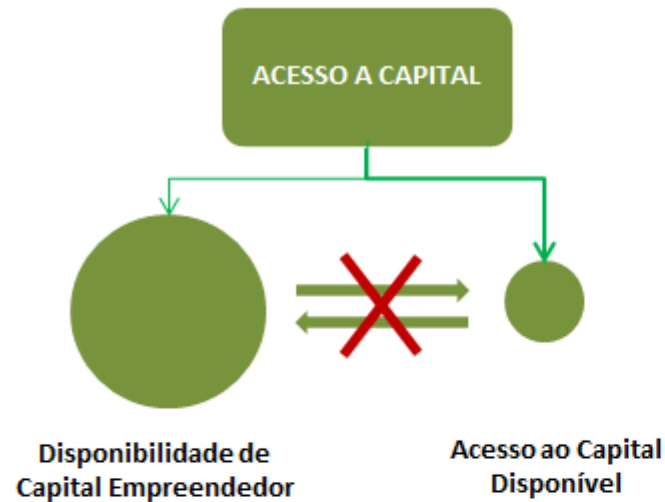 ACESSO A CAPITAL
Disponibilidade de
Capital Empreendedor
Acesso ao Capital
Disponível